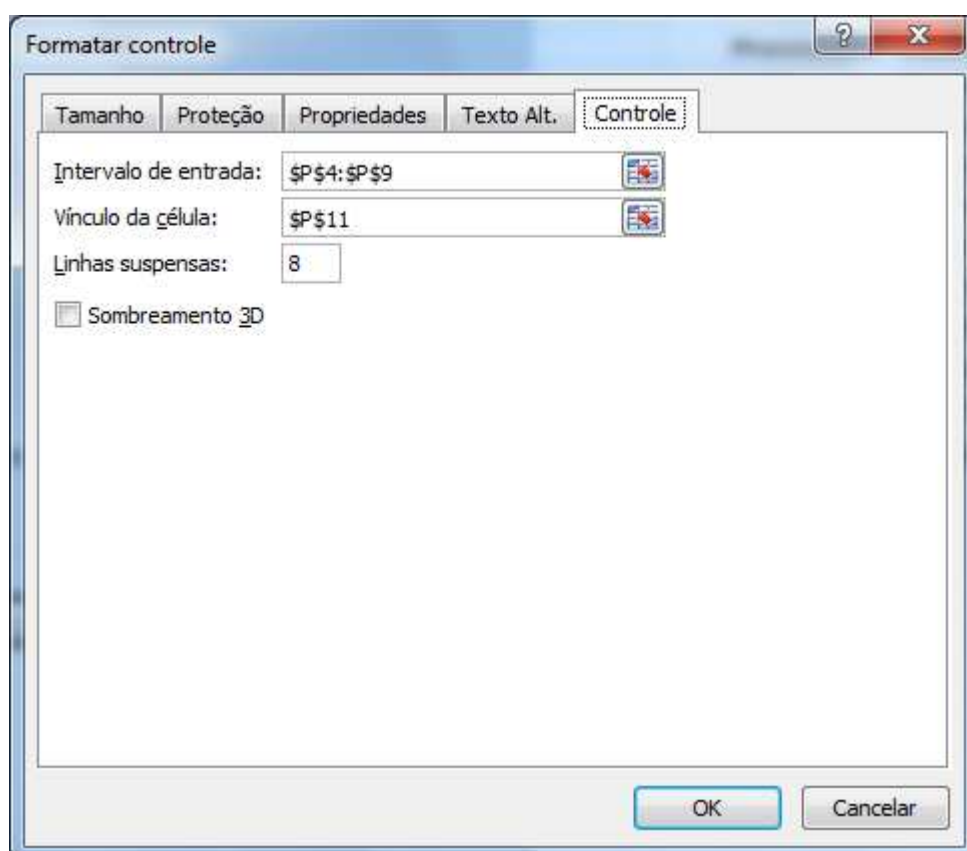 Formatar controle
Tamanho Proteção Propriedades Texto Alt. Controle
Intervalo de entrada: $P$4:$P$9
Vínculo da célula: $P$11
Linhas suspensas: 8
Sombreamento 3D
OK Cancelar